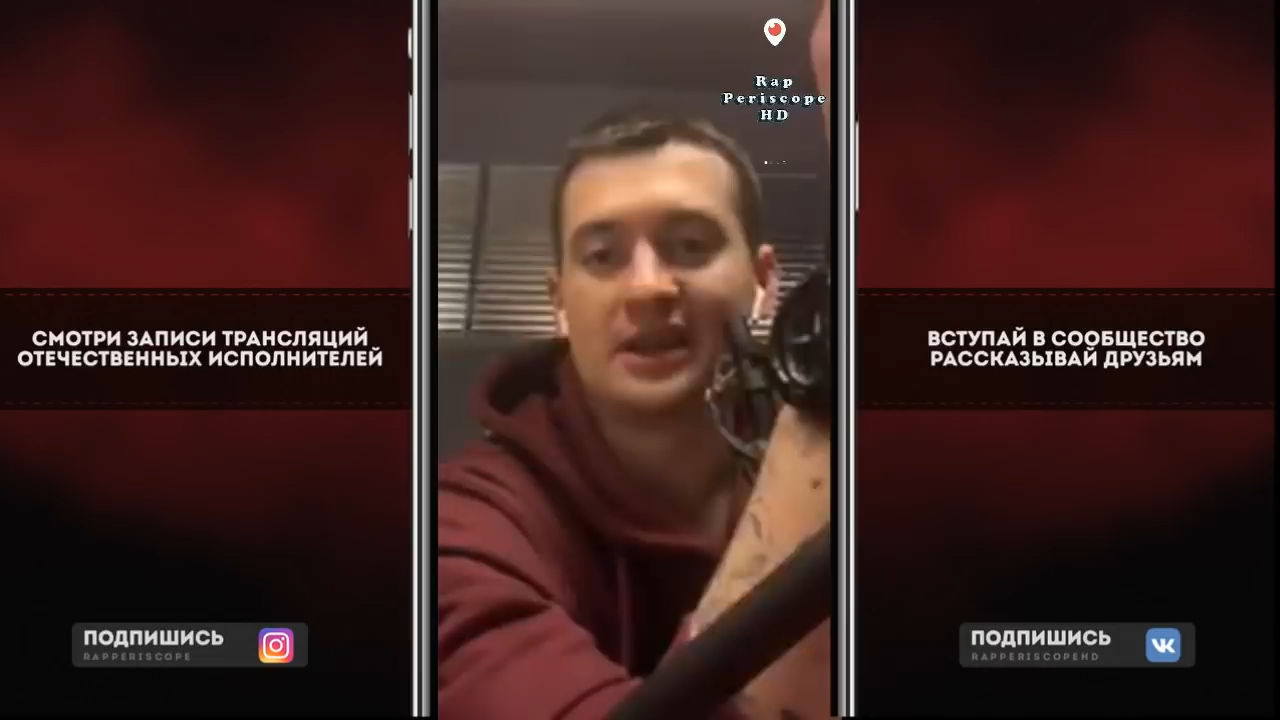 Rap
Periscope
HD
СМОТРИ ЗАПИСИ ТРАНСЛЯЦИЙ
ОТЕЧЕСТВЕННЫХ ИСПОЛНИТЕЛЕЙ
ВСТУПАЙ В СООБЩЕСТВО
РАССКАЗЫВАЙ ДРУЗЬЯМ
ПОДПИШИСЬ
RAPPERISCOPE
ПОДПИШИСЬ
RAPPERISCOPEHD